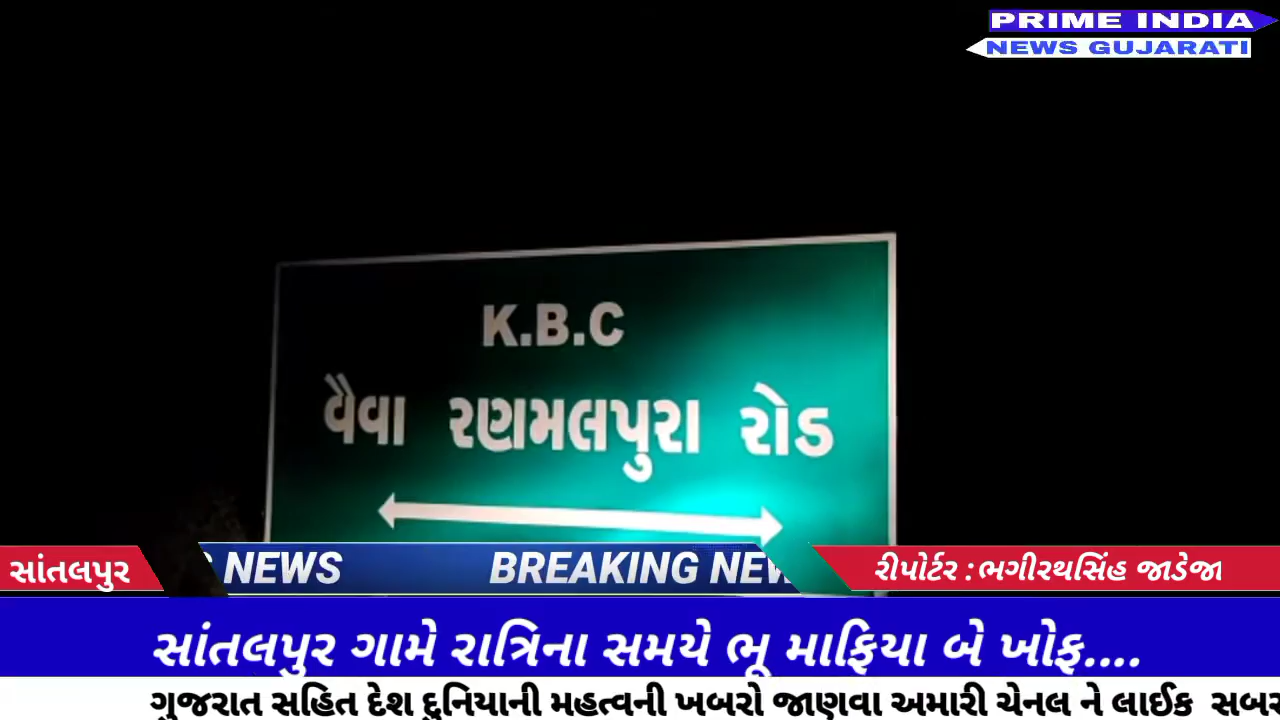 PRIME INDIA
NEWS GUJARATI
K.B.C
વૈવા રણમલપુરા રોડ
સાંતલપુર
NEWS
BREAKING
રીપોર્ટર : ભગીરથસિંહ જાડેજા
સાંતલપુર ગામે રાત્રિના સમયે ભૂ માફિયા બે ખોફ....
ગુજરાત સહિત દેશ દુનિયાની મહત્વની ખબરો જાણવા અમારી ચેનલ ને લાઈક